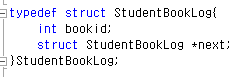 typedef struct StudentBookLog{
    int bookid;
    struct StudentBookLog *next;
}StudentBookLog;